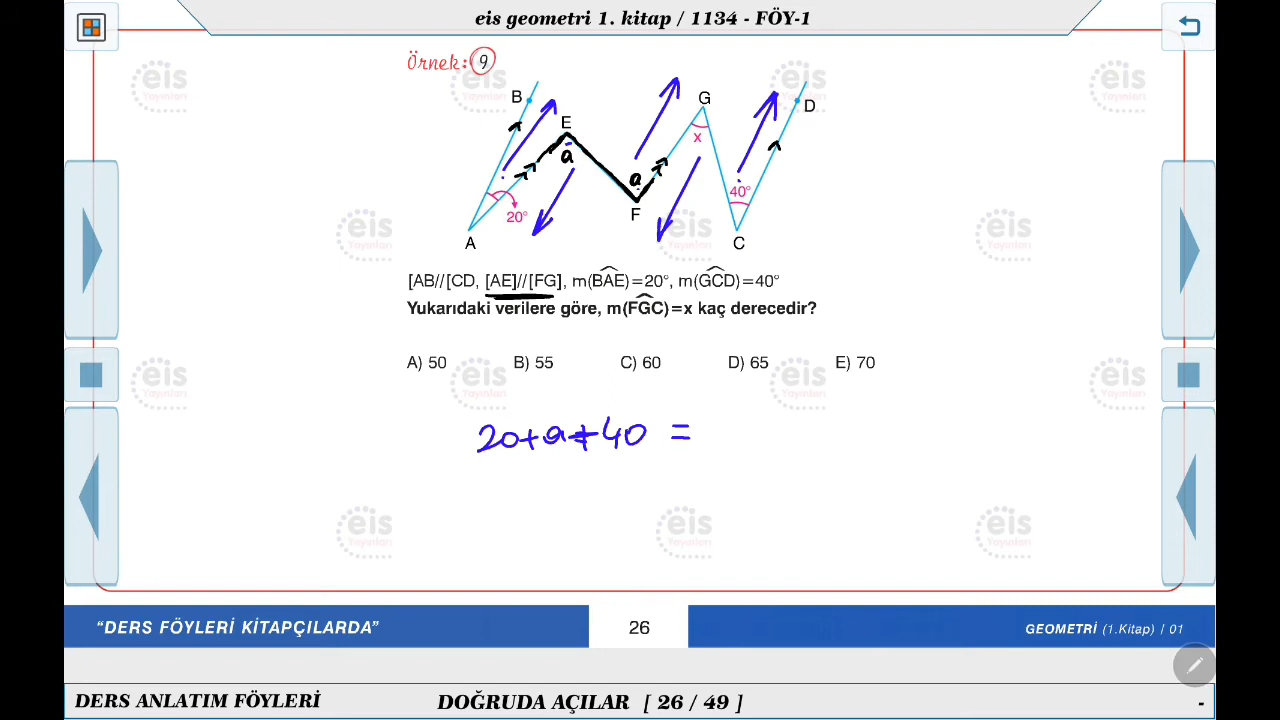 eis geometri 1. kitap / 1134 - FÖY-1
Örnek: 9
B
E
G
D
a
x
a
40°
20°
F
A
C
[AB//[CD, [AE]//[FG], m(BAE)=20°, m(GCD)=40°
Yukarıdaki verilere göre, m(FGC)=x kaç derecedir?
A) 50 B) 55 C) 60 D) 65 E) 70
20+a+40 =
eis Yayınları
"DERS FÖYLERİ KİTAPÇILARDA"
26
GEOMETRİ (1.Kitap) / 01
DERS ANLATIM FÖYLERİ
DOĞRUDA AÇILAR [ 26 / 49 ]
-